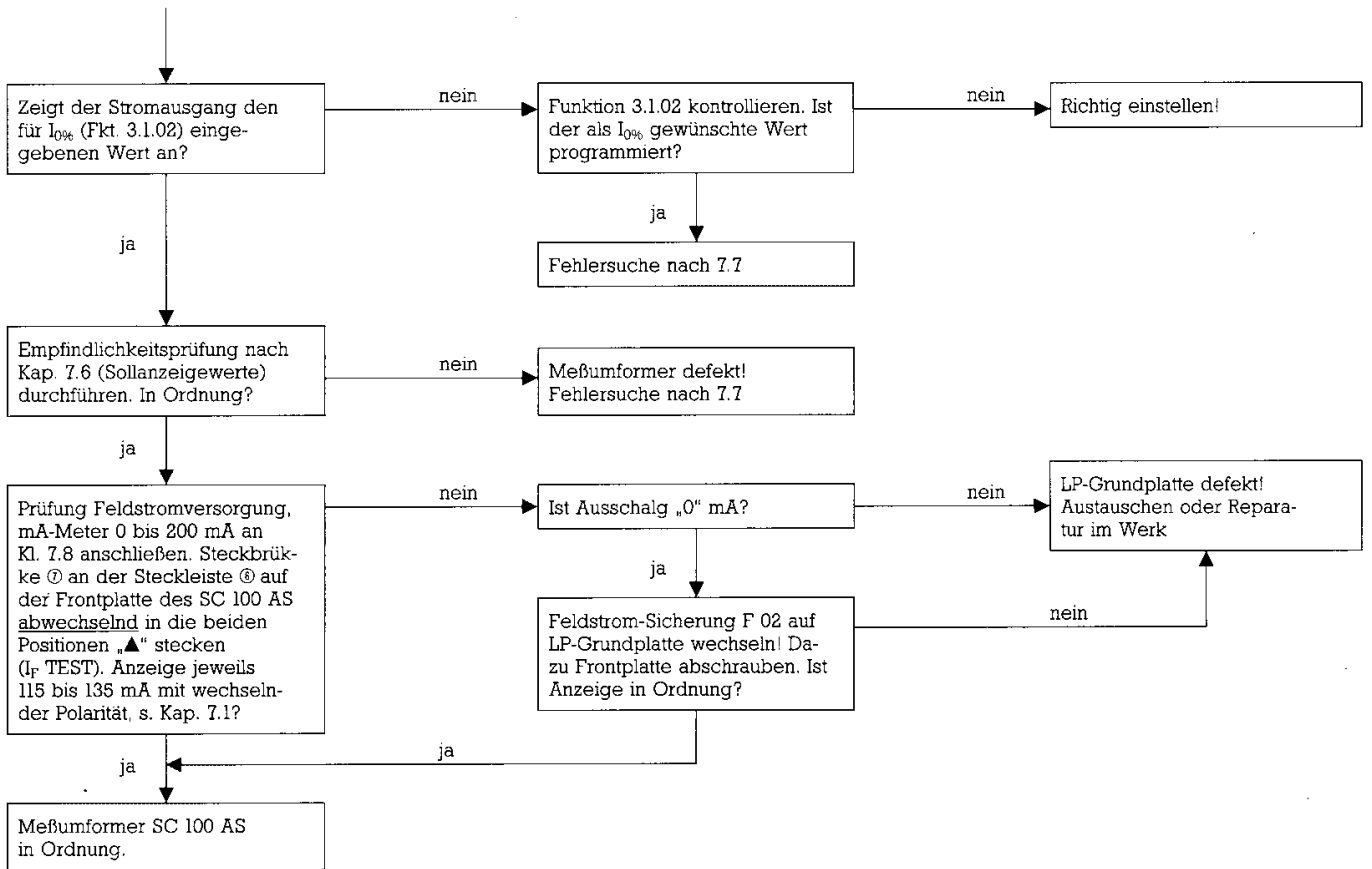 Zeigt der Stromausgang den
für I0% (Fkt. 3.1.02) einge-
gebenen Wert an?
nein
Funktion 3.1.02 kontrollieren. Ist
der als I0% gewünschte Wert
programmiert?
nein
Richtig einstellen!
ja
ja
Fehlersuche nach 7.7
Empfindlichkeitsprüfung nach
Kap. 7.6 (Sollanzeigewerte)
durchführen. In Ordnung?
nein
Meßumformer defekt!
Fehlersuche nach 7.7
ja
Prüfung Feldstromversorgung,
mA-Meter 0 bis 200 mA an
Kl. 7.8 anschließen. Steckbrük-
ke ⑦ an der Steckleiste ⑥ auf
der Frontplatte des SC 100 AS
abwechselnd in die beiden
Positionen „▲“ stecken
(IF TEST). Anzeige jeweils
115 bis 135 mA mit wechseln-
der Polarität, s. Kap. 7.1?
nein
Ist Ausschalg „0“ mA?
nein
LP-Grundplatte defekt!
Austauschen oder Repara-
tur im Werk
ja
Feldstrom-Sicherung F 02 auf
LP-Grundplatte wechseln! Da-
zu Frontplatte abschrauben. Ist
Anzeige in Ordnung?
nein
ja
ja
Meßumformer SC 100 AS
in Ordnung.